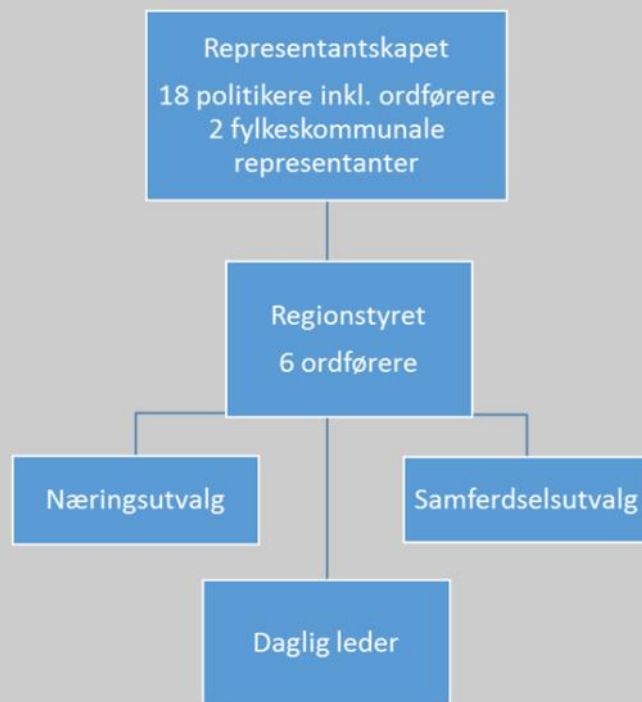 Representantskapet
18 politikere inkl. ordførere
2 fylkeskommunale
representanter
Regionstyret
6 ordførere
Næringsutvalg
Samferdselsutvalg
Daglig leder